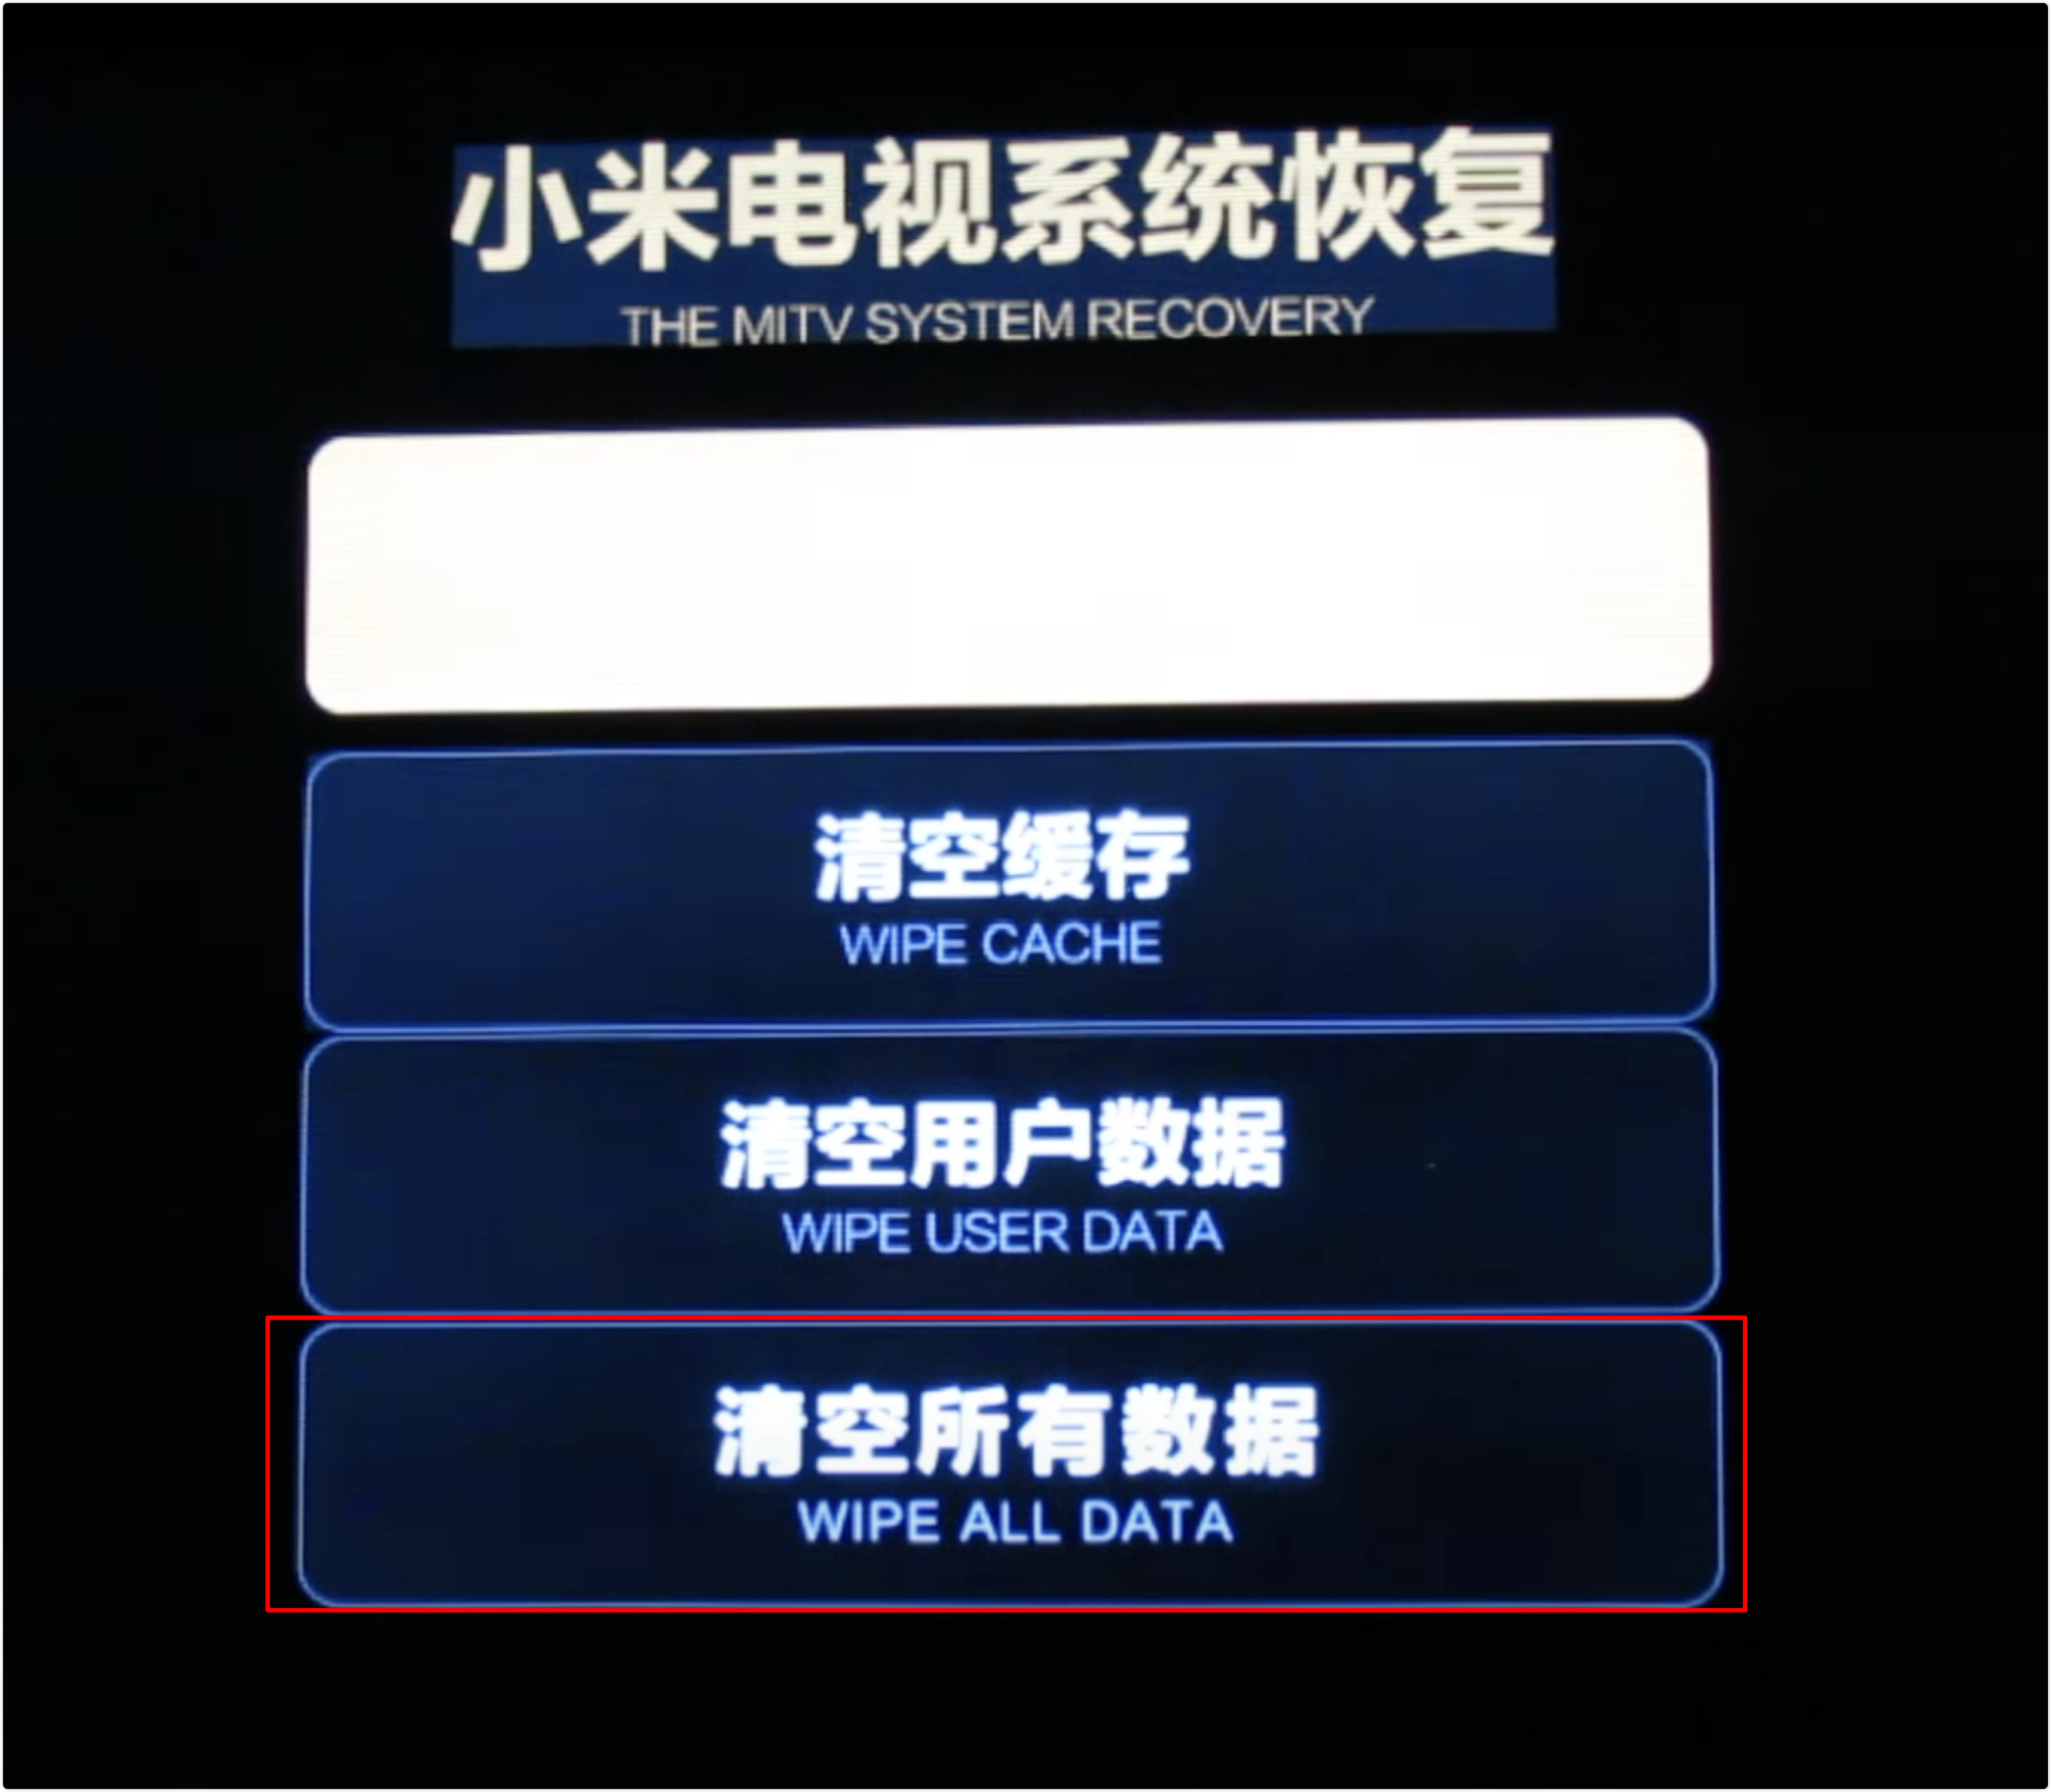 小米电视系统恢复
THE MITV SYSTEM RECOVERY
清空缓存
WIPE CACHE
清空用户数据
WIPE USER DATA
清空所有数据
WIPE ALL DATA